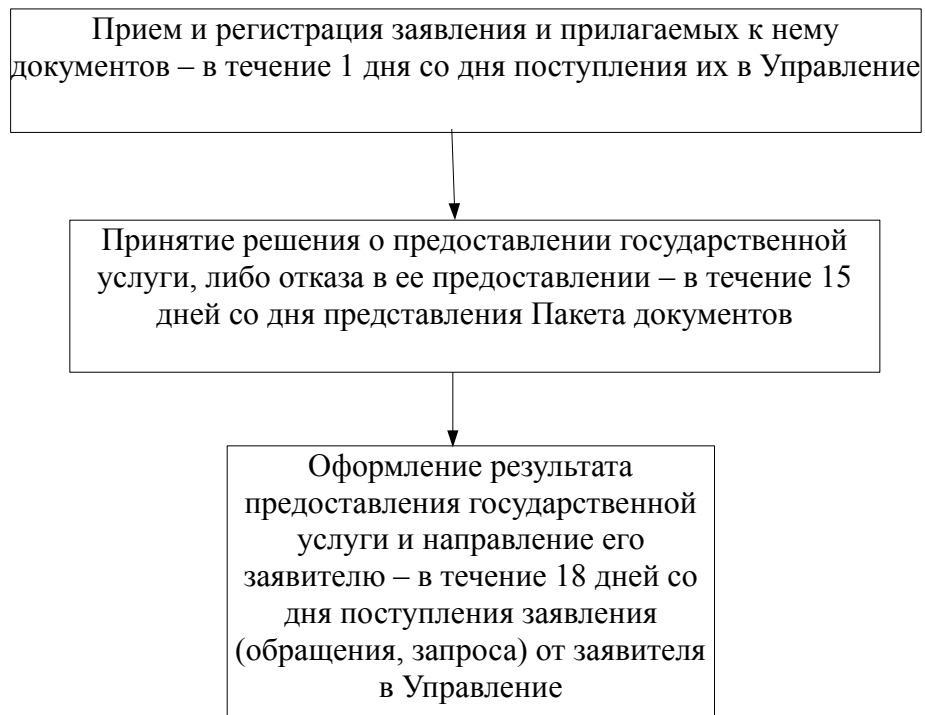 Прием и регистрация заявления и прилагаемых к нему
документов – в течение 1 дня со дня поступления их в Управление
Принятие решения о предоставлении государственной
услуги, либо отказа в ее предоставлении – в течение 15
дней со дня представления Пакета документов
Оформление результата
предоставления государственной
услуги и направление его
заявителю – в течение 18 дней со
дня поступления заявления
(обращения, запроса) от заявителя
в Управление